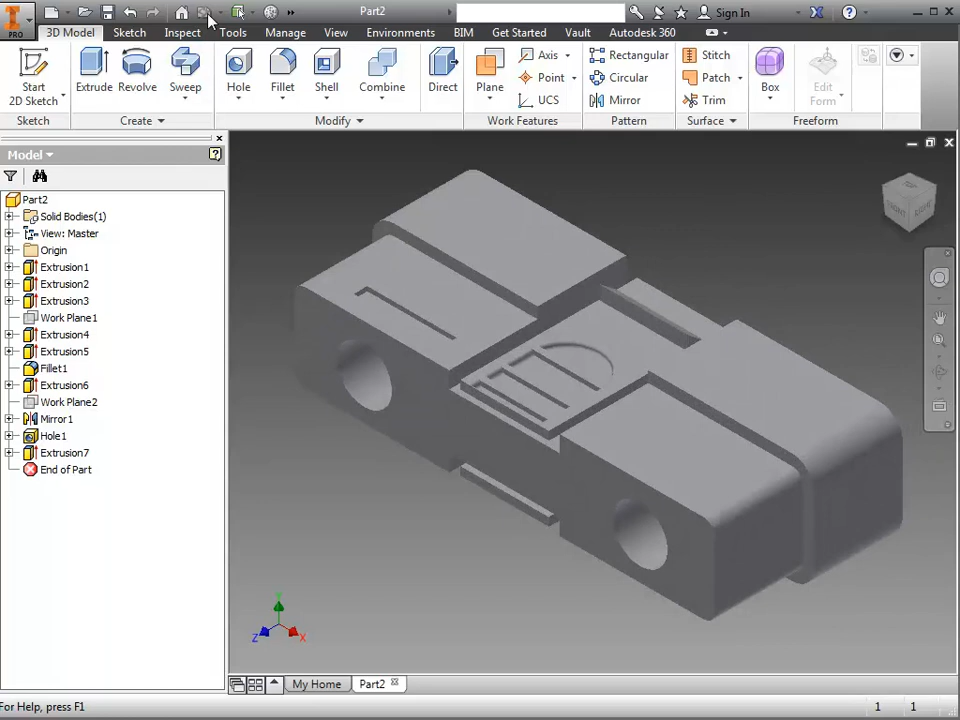 Part2
Sign In
PRO
3D Model Sketch Inspect Tools Manage View Environments BIM Get Started Vault Autodesk 360
Start
2D Sketch
Extrude Revolve Sweep
Hole Fillet Shell Combine Direct
Plane
Axis
Point
UCS
Rectangular
Circular
Mirror
Stitch
Patch
Trim
Box
Edit
Form
Sketch Create Modify Work Features Pattern Surface Freeform
Model
Part2
Solid Bodies(1)
View: Master
Origin
Extrusion1
Extrusion2
Extrusion3
Work Plane1
Extrusion4
Extrusion5
Fillet1
Extrusion6
Work Plane2
Mirror1
Hole1
Extrusion7
End of Part
FRONT RIGHT
Y
Z X
My Home Part2
For Help, press F1
1 1